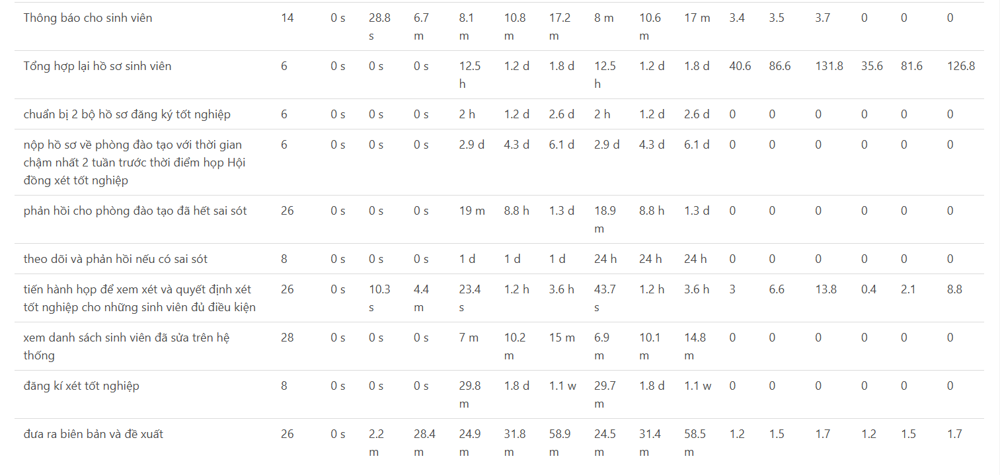 Thông báo cho sinh viên 14 0 s 28.8 6.7 8.1 10.8 17.2 8 m 10.6 17 m 3.4 3.5 3.7 0 0 0
s m m m m m
Tổng hợp lại hồ sơ sinh viên 6 0 s 0 s 0 s 12.5 1.2 d 1.8 d 12.5 1.2 d 1.8 d 40.6 86.6 131.8 35.6 81.6 126.8
h h
chuẩn bị 2 bộ hồ sơ đăng ký tốt nghiệp 6 0 s 0 s 0 s 2 h 1.2 d 2.6 d 2 h 1.2 d 2.6 d 0 0 0 0 0 0
nộp hồ sơ về phòng đào tạo với thời gian 6 0 s 0 s 0 s 2.9 d 4.3 d 6.1 d 2.9 d 4.3 d 6.1 d 0 0 0 0 0 0
chậm nhất 2 tuần trước thời điểm họp Hội
đồng xét tốt nghiệp
phản hồi cho phòng đào tạo đã hết sai sót 26 0 s 0 s 0 s 19 m 8.8 h 1.3 d 18.9 8.8 h 1.3 d 0 0 0 0 0 0
m
theo dõi và phản hồi nếu có sai sót 8 0 s 0 s 0 s 1 d 1 d 1 d 24 h 24 h 24 h 0 0 0 0 0 0
tiến hành họp để xem xét và quyết định xét 26 0 s 10.3 4.4 23.4 1.2 h 3.6 h 43.7 1.2 h 3.6 h 3 6.6 13.8 0.4 2.1 8.8
tốt nghiệp cho những sinh viên đủ điều kiện s m s s
xem danh sách sinh viên đã sửa trên hệ 28 0 s 0 s 0 s 7 m 10.2 15 m 6.9 10.1 14.8 0 0 0 0 0 0
thống m m m m
đăng kí xét tốt nghiệp 8 0 s 0 s 0 s 29.8 1.8 d 1.1 w 29.7 1.8 d 1.1 w 0 0 0 0 0 0
m m
đưa ra biên bản và đề xuất 26 0 s 2.2 28.4 24.9 31.8 58.9 24.5 31.4 58.5 1.2 1.5 1.7 1.2 1.5 1.7
m m m m m m m m